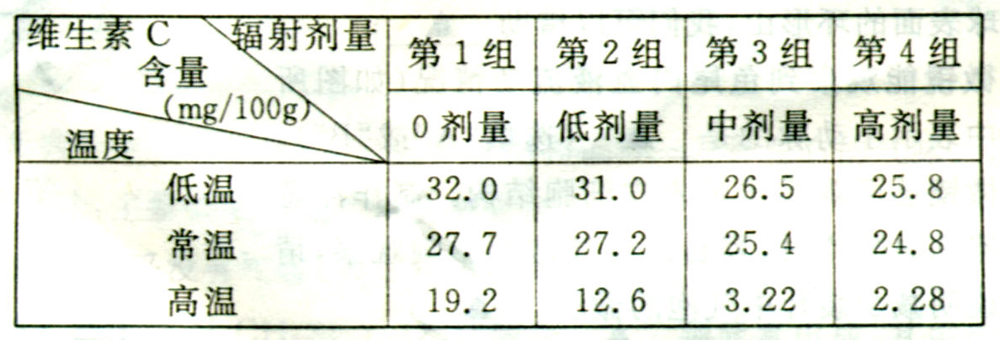 维生素 C 辐射剂量 第 1 组 第 2 组 第 3 组 第 4 组
含量
(mg/100g) 0 剂量 低剂量 中剂量 高剂量
温度
低温 32.0 31.0 26.5 25.8
常温 27.7 27.2 25.4 24.8
高温 19.2 12.6 3.22 2.28